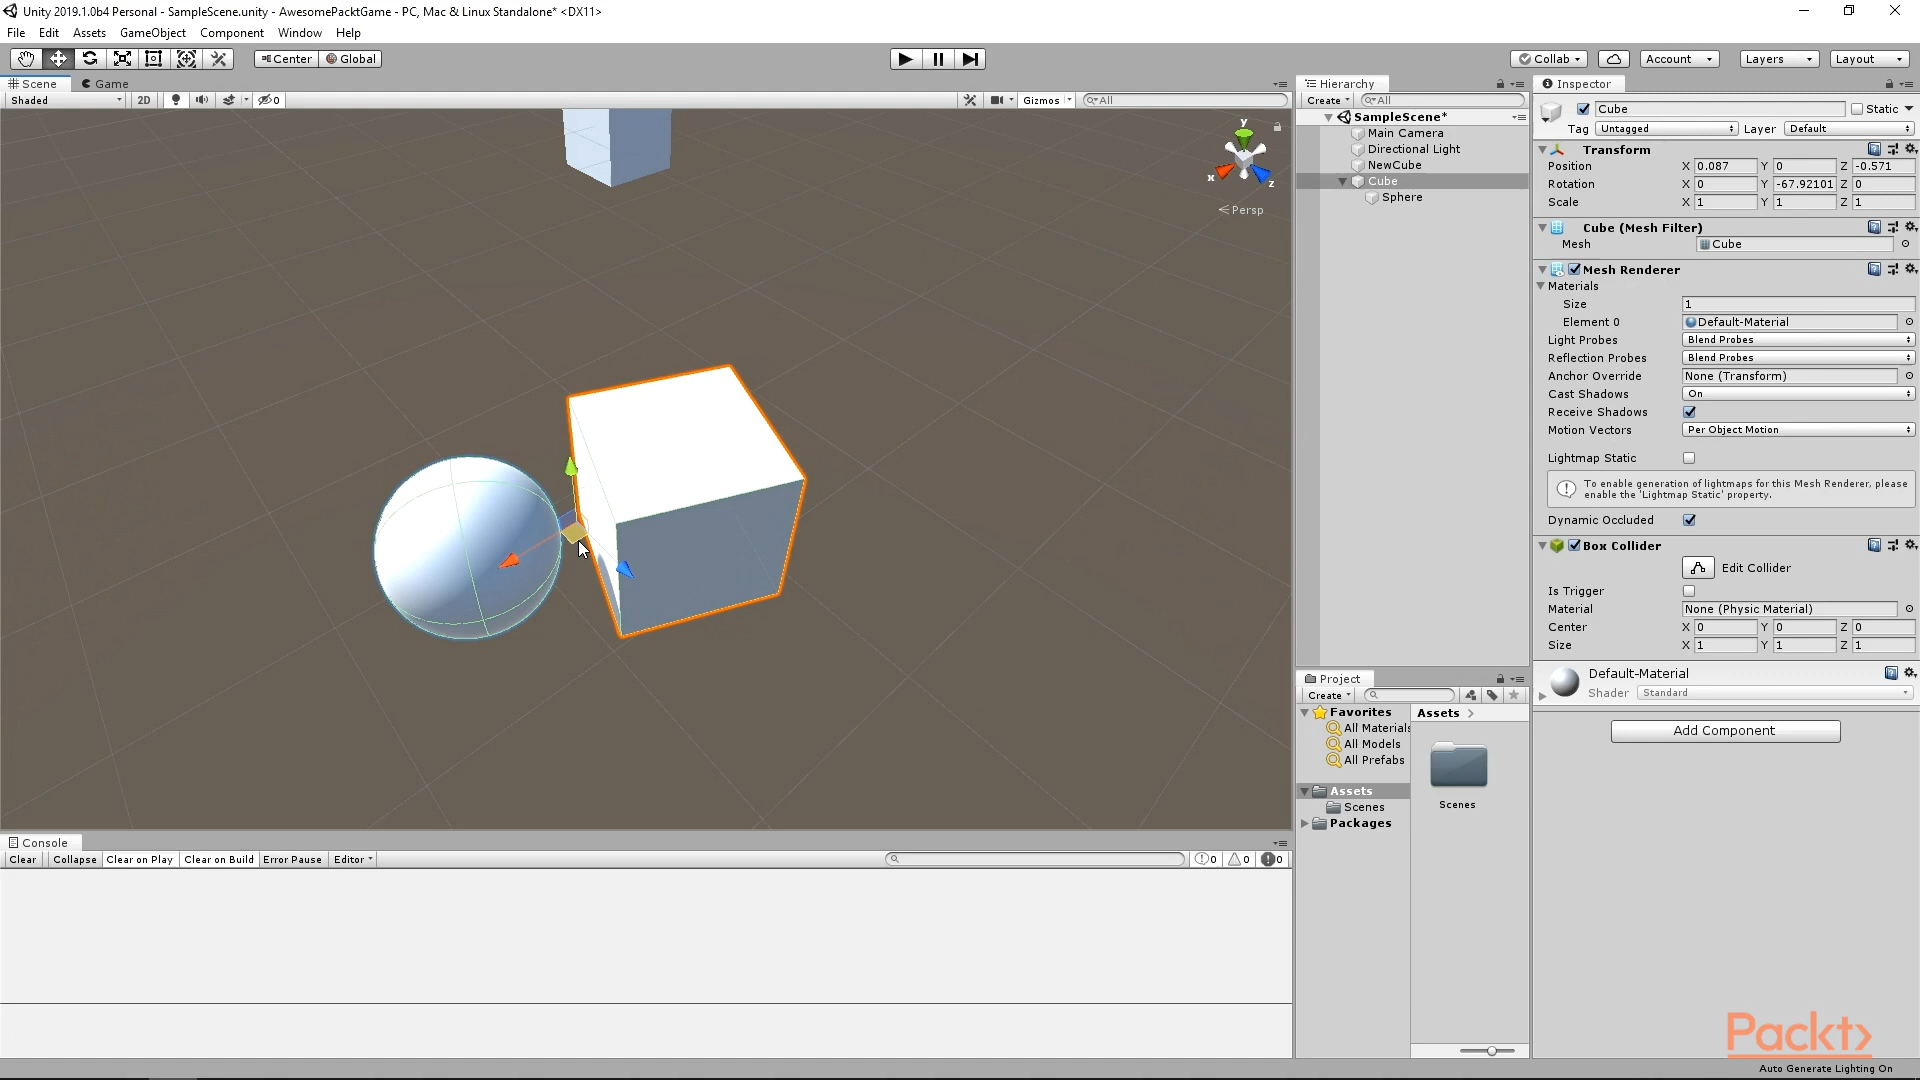 Unity 2019.1.0b4 Personal - SampleScene.unity - AwesomePacktGame - PC, Mac & Linux Standalone* <DX11>
File Edit Assets GameObject Component Window Help
Center Global
Collab Account Layers Layout
Scene Game
Shaded 2D 0 Gizmos All
y
x
z
Persp
Hierarchy
Create All
SampleScene*
Main Camera
Directional Light
NewCube
Cube
Sphere
Inspector
Cube Static
Tag Untagged Layer Default
Transform
Position X 0.087 Y 0 Z -0.571
Rotation X 0 Y -67.92101 Z 0
Scale X 1 Y 1 Z 1
Cube (Mesh Filter)
Mesh Cube
Mesh Renderer
Materials
Size 1
Element 0 Default-Material
Light Probes Blend Probes
Reflection Probes Blend Probes
Anchor Override None (Transform)
Cast Shadows On
Receive Shadows
Motion Vectors Per Object Motion
Lightmap Static
To enable generation of lightmaps for this Mesh Renderer, please
enable the 'Lightmap Static' property.
Dynamic Occluded
Box Collider
Edit Collider
Is Trigger
Material None (Physic Material)
Center X 0 Y 0 Z 0
Size X 1 Y 1 Z 1
Default-Material
Shader Standard
Add Component
Project
Create
Favorites
All Materials
All Models
All Prefabs
Assets
Scenes
Packages
Assets
Scenes
Console
Clear Collapse Clear on Play Clear on Build Error Pause Editor 0 0 0
Packt
Auto Generate Lighting On